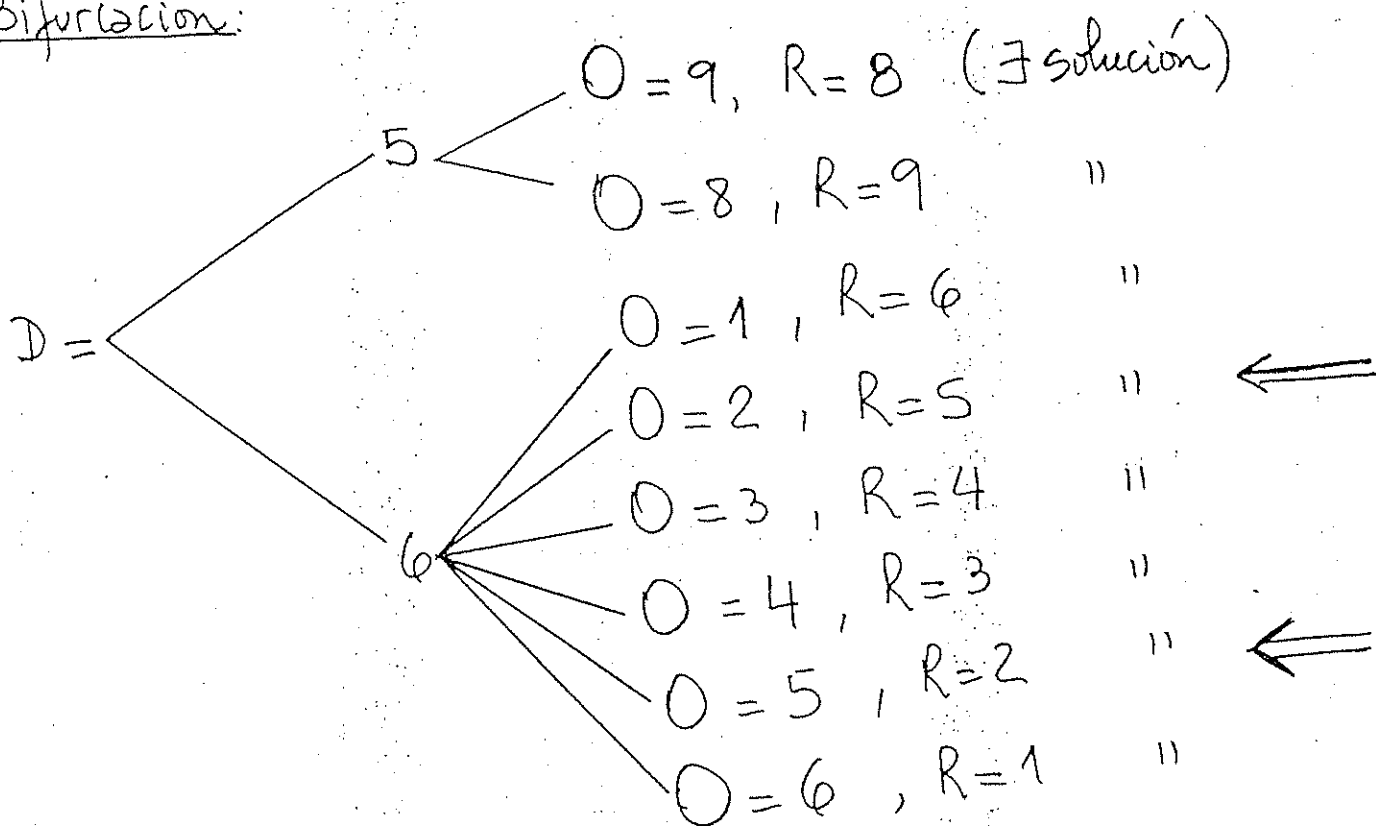 Bifurcacion:
O = 9, R = 8 (∃ solución)
5
O = 8, R = 9 "
O = 1, R = 6 "
D =
O = 2, R = 5 " ⇐
O = 3, R = 4 "
6
O = 4, R = 3 "
O = 5, R = 2 " ⇐
O = 6, R = 1 "